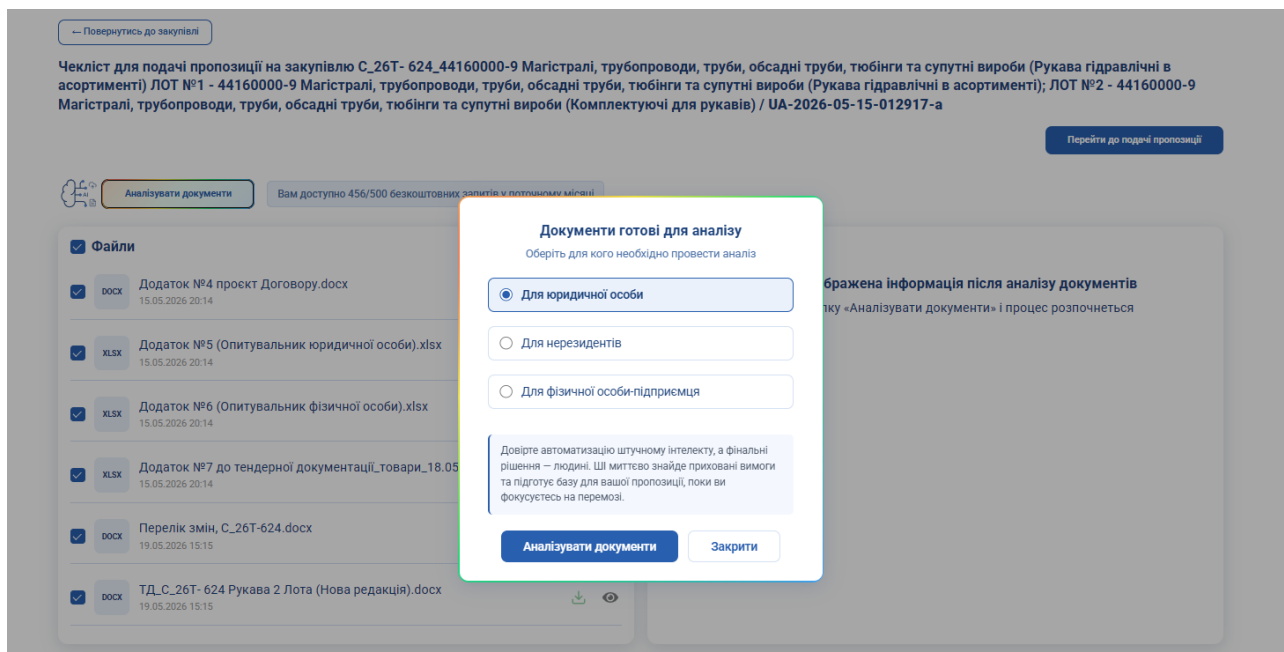 ← Повернутись до закупівлі
Чекліст для подачі пропозиції на закупівлю С_26Т- 624_44160000-9 Магістралі, трубопроводи, труби, обсадні труби, тюбінги та супутні вироби (Рукава гідравлічні в
асортименті) ЛОТ №1 - 44160000-9 Магістралі, трубопроводи, труби, обсадні труби, тюбінги та супутні вироби (Рукава гідравлічні в асортименті); ЛОТ №2 - 44160000-9
Магістралі, трубопроводи, труби, обсадні труби, тюбінги та супутні вироби (Комплектуючі для рукавів) / UA-2026-05-15-012917-a
Перейти до подачі пропозиції
Аналізувати документи
Вам доступно 456/500 безкоштовних запитів у поточному місяці
Файли
DOCX
Додаток №4 проєкт Договору.docx
15.05.2026 20:14
XLSX
Додаток №5 (Опитувальник юридичної особи).xlsx
15.05.2026 20:14
XLSX
Додаток №6 (Опитувальник фізичної особи).xlsx
15.05.2026 20:14
XLSX
Додаток №7 до тендерної документації_товари_18.05
15.05.2026 20:14
DOCX
Перелік змін, С_26Т-624.docx
19.05.2026 15:15
DOCX
ТД_С_26Т- 624 Рукава 2 Лота (Нова редакція).docx
19.05.2026 15:15
Документи готові для аналізу
Оберіть для кого необхідно провести аналіз
Для юридичної особи
Для нерезидентів
Для фізичної особи-підприємця
Довірте автоматизацію штучному інтелекту, а фінальні
рішення — людині. ШІ миттєво знайде приховані вимоги
та підготує базу для вашої пропозиції, поки ви
фокусуєтесь на перемозі.
Аналізувати документи
Закрити
бражена інформація після аналізу документів
пку «Аналізувати документи» і процес розпочнеться